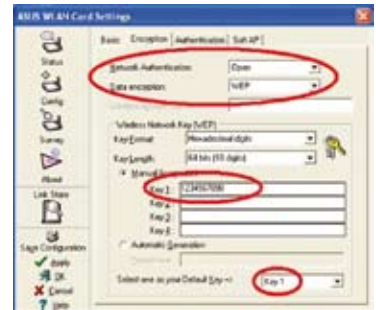 ASUS WLAN Card Settings
Basic Encryption Authentication Soft AP
Status
Config
Survey
About
Link State
Save Configuration
Apply
OK
Cancel
Help
Network Authentication: Open
Data encryption: WEP
Wireless Network Key (WEP)
Key Format: Hexadecimal digits
Key Length: 64 bits (10 digits)
Key 1: 1234567890
Key 2:
Key 3:
Key 4:
Automatic Generation
Select one as your Default Key => Key 1